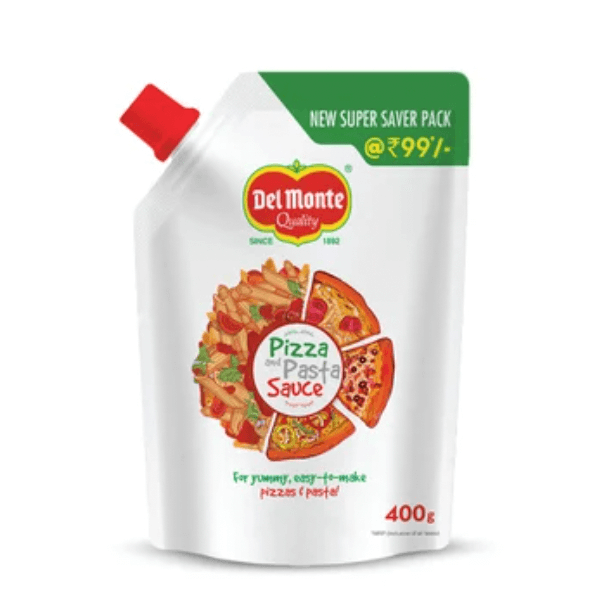 NEW SUPER SAVER PACK
@ ₹99*/-
Del Monte
®
Quality
SINCE 1892
Pizza
and Pasta
Sauce
For yummy, easy-to-make
pizzas & pasta!
400g